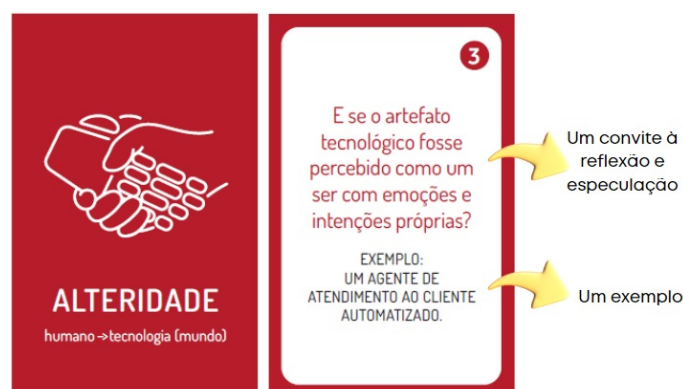 ALTERIDADE
humano→tecnologia (mundo)
3
E se o artefato
tecnológico fosse
percebido como um
ser com emoções e
intenções próprias?
EXEMPLO:
UM AGENTE DE
ATENDIMENTO AO CLIENTE
AUTOMATIZADO.
Um convite à
reflexão e
especulação
Um exemplo